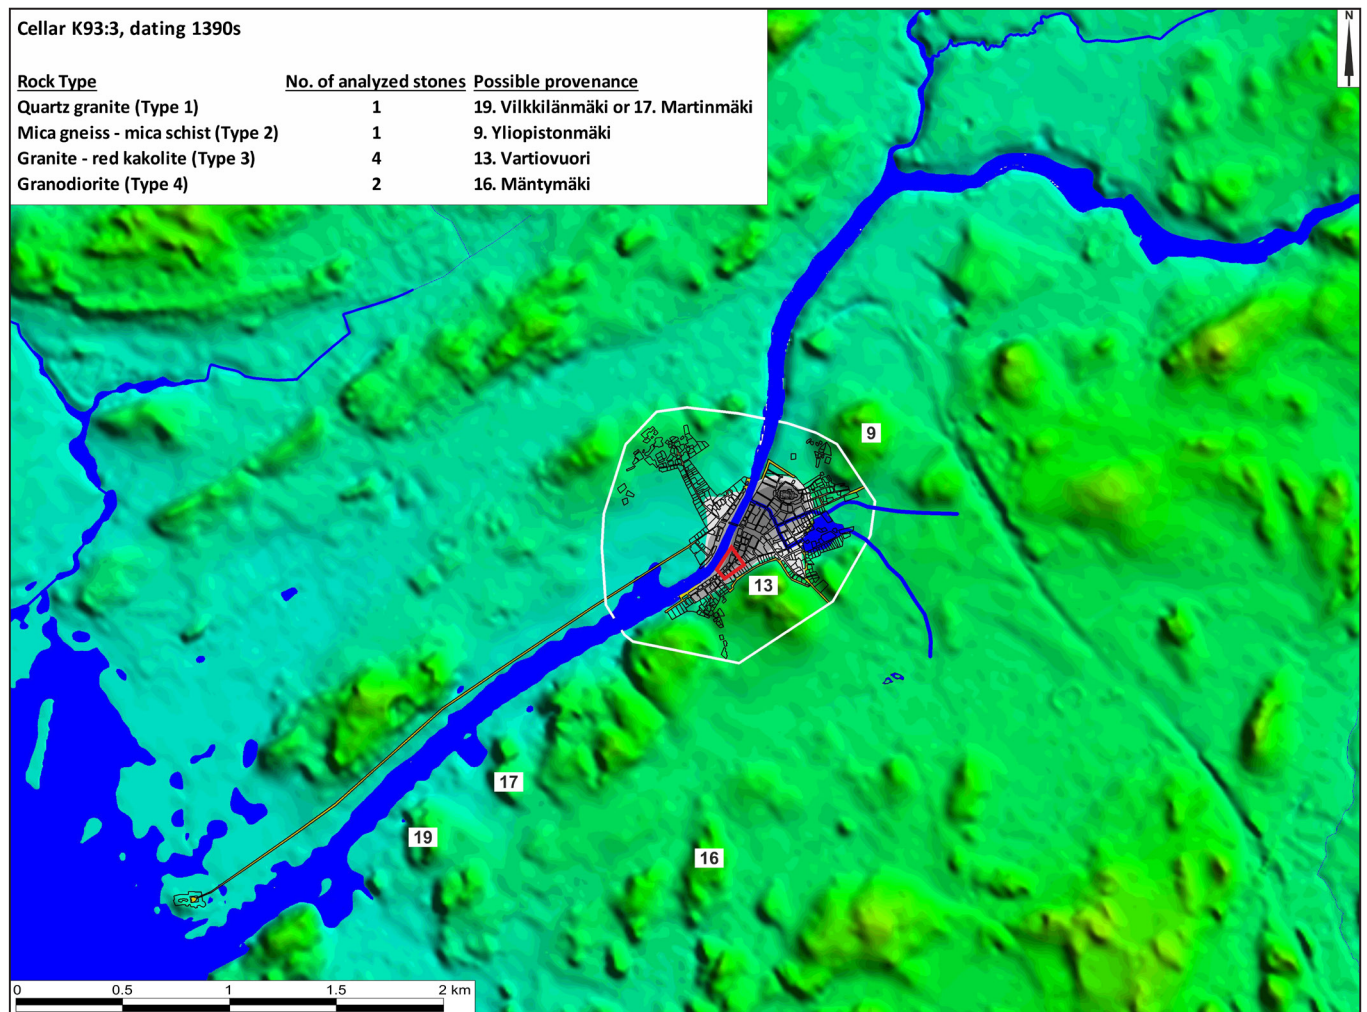 Cellar K93:3, dating 1390s
N
Rock Type No. of analyzed stones Possible provenance
Quartz granite (Type 1) 1 19. Vilkkilänmäki or 17. Martinmäki
Mica gneiss - mica schist (Type 2) 1 9. Yliopistonmäki
Granite - red kakolite (Type 3) 4 13. Vartiovuori
Granodiorite (Type 4) 2 16. Mäntymäki
9
13
17
19
16
0 0.5 1 1.5 2 km